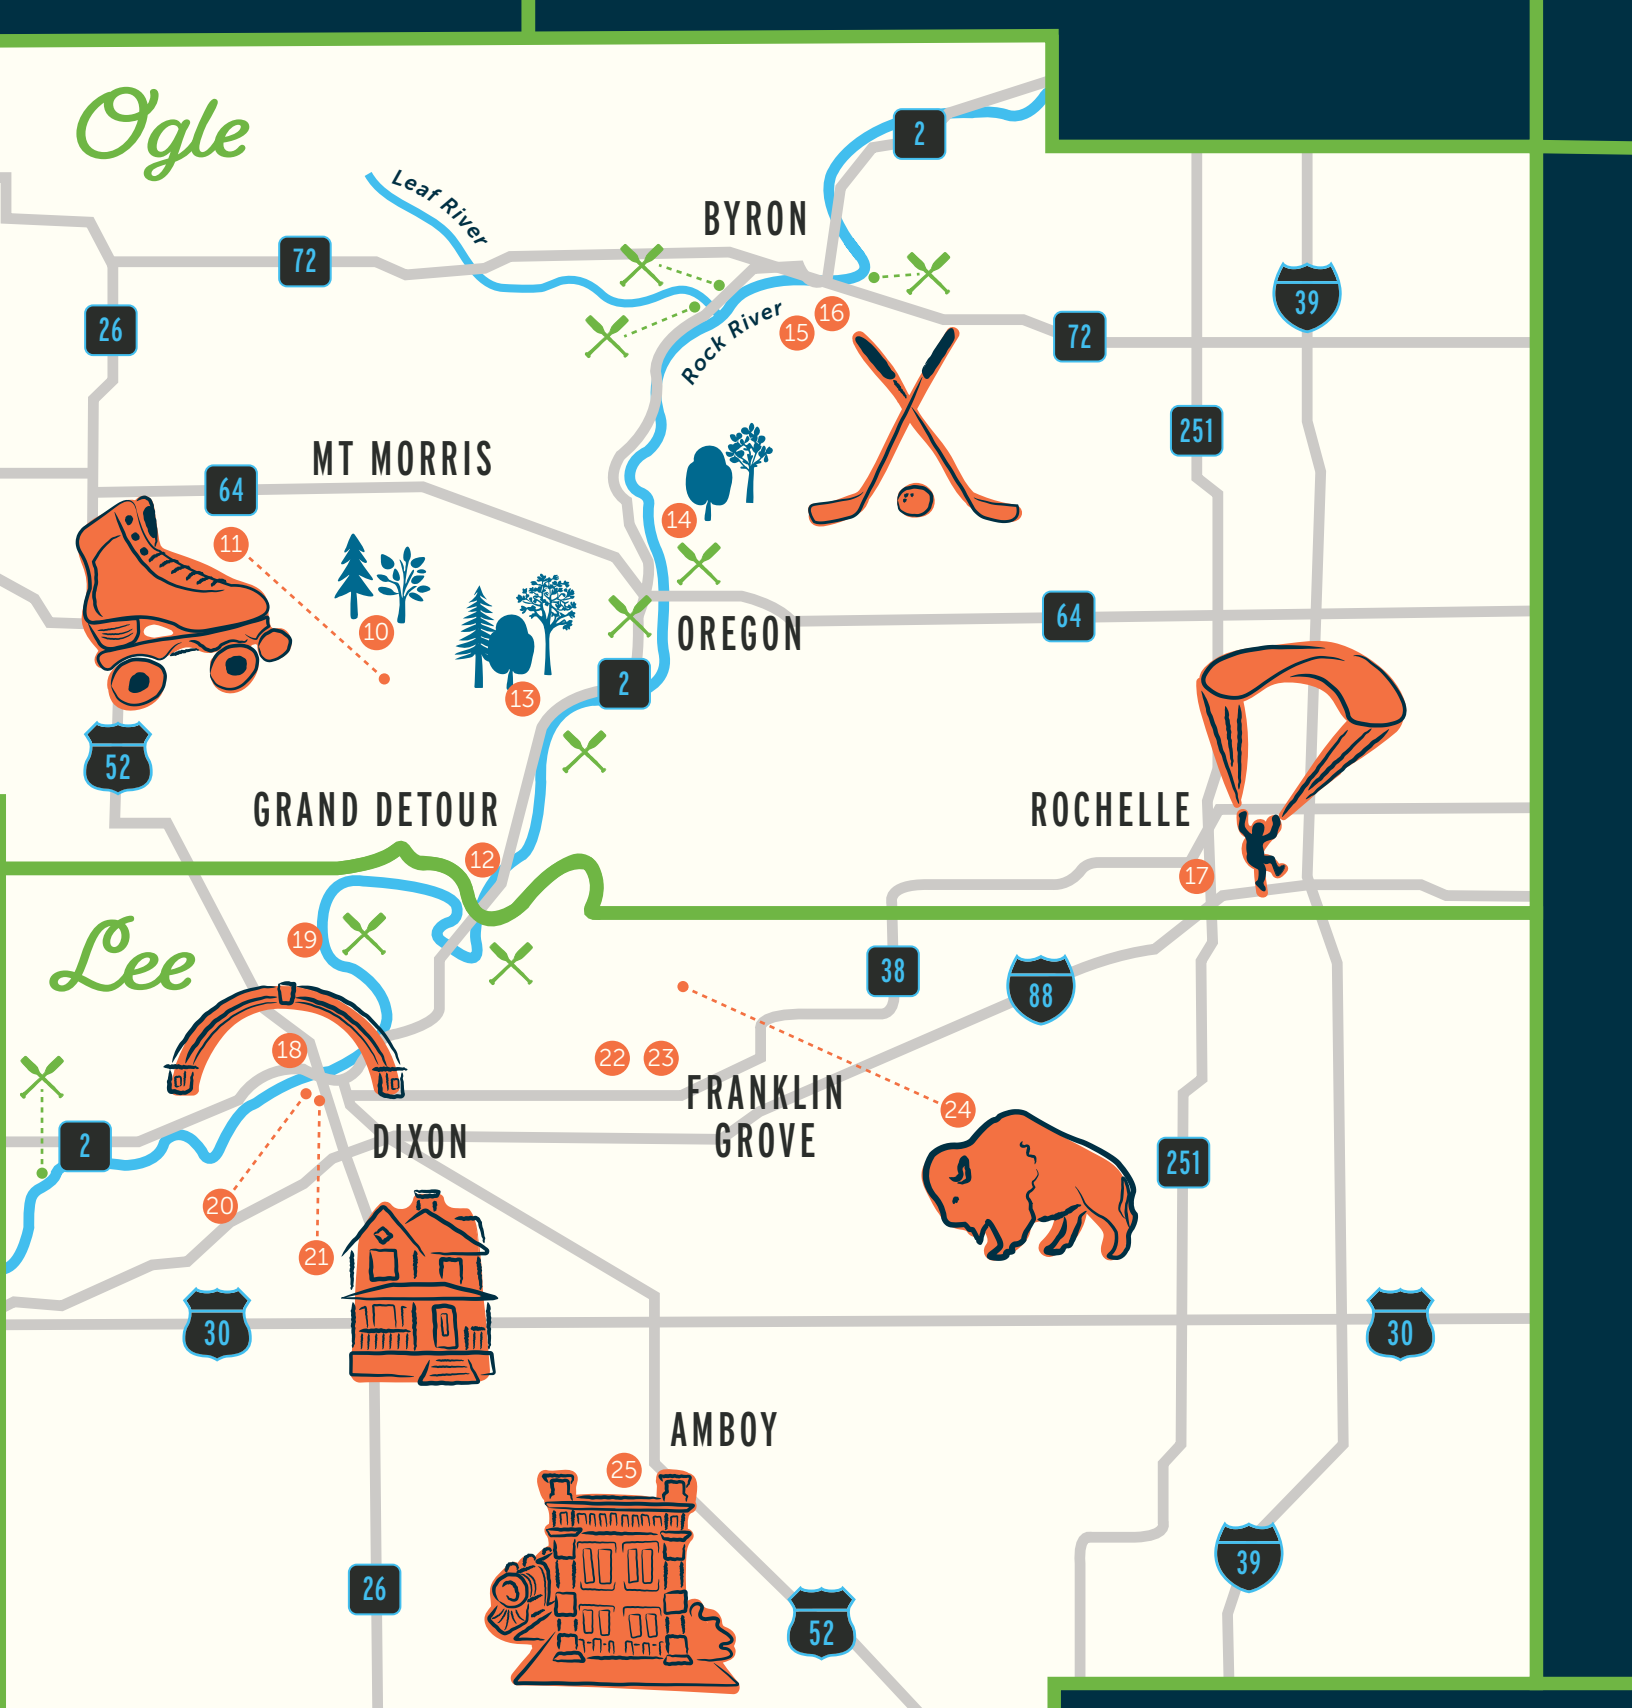 Ogle
2
Leaf River
BYRON
72
39
26
16
15
72
Rock River
251
MT MORRIS
64
14
11
64
10
OREGON
2
13
52
GRAND DETOUR
ROCHELLE
12
17
19
Lee
38
88
18
22
23
FRANKLIN
GROVE
24
2
DIXON
251
20
21
30
30
AMBOY
25
39
26
52